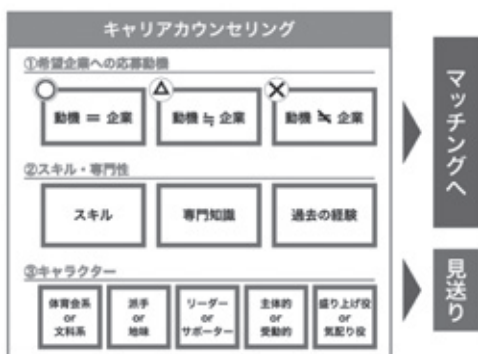 キャリアカウンセリング
①希望企業への応募動機
動機 ＝ 企業
動機 ≒ 企業
動機 ≒ 企業
②スキル・専門性
スキル
専門知識
過去の経験
③キャラクター
体育会系
or
文科系
派手
or
地味
リーダー
or
サポーター
主体的
or
受動的
盛り上げ役
or
気配り役
マッチングへ
見送り